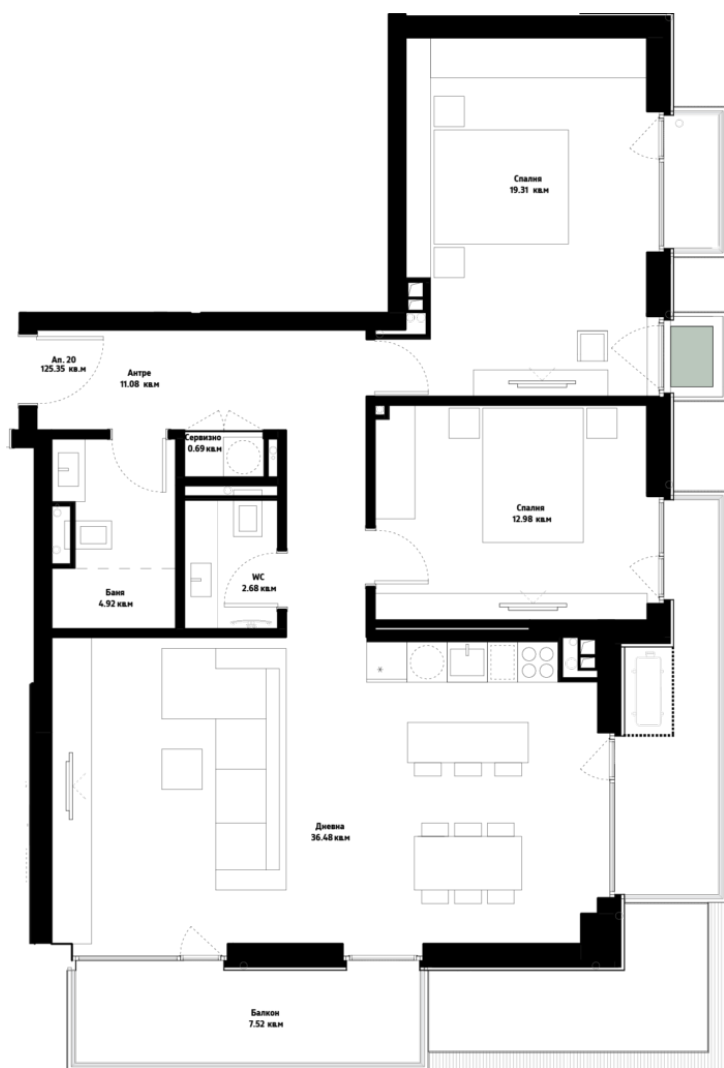 Спалня
19.31 кв.м
Ап. 20
125.35 кв.м
Антре
11.08 кв.м
Сервизно
0.69 кв.м
Спалня
12.98 кв.м
WC
2.68 кв.м
Баня
4.92 кв.м
Дневна
36.48 кв.м
Балкон
7.52 кв.м